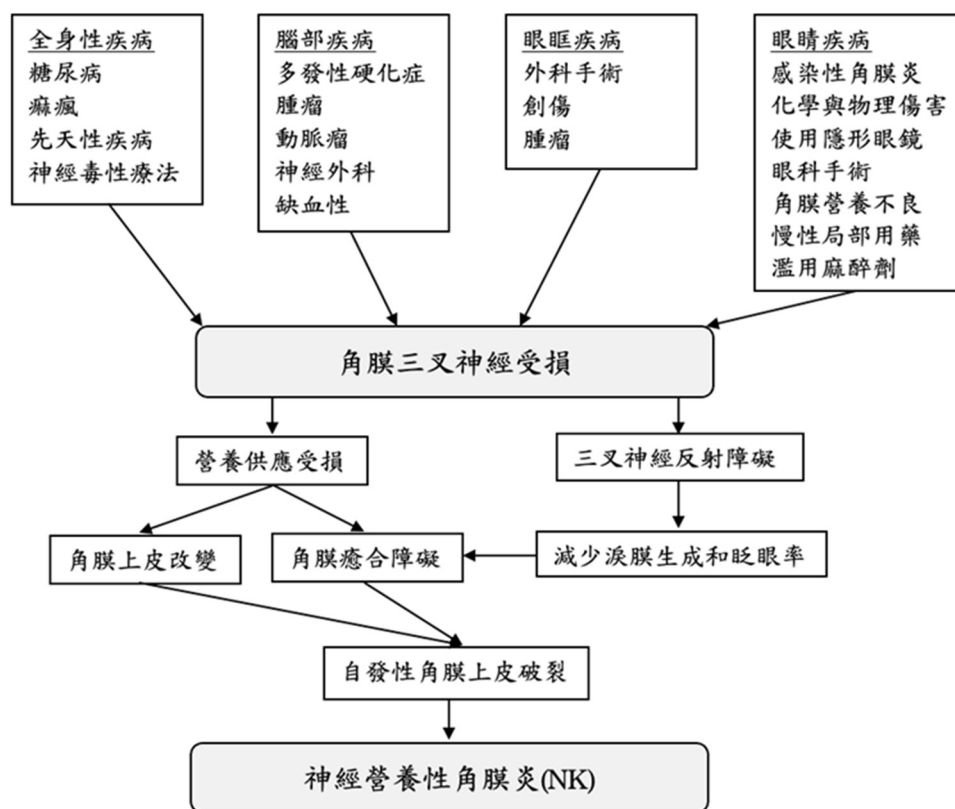 全身性疾病
糖尿病
痲瘋
先天性疾病
神經毒性療法
腦部疾病
多發性硬化症
腫瘤
動脈瘤
神經外科
缺血性
眼眶疾病
外科手術
創傷
腫瘤
眼睛疾病
感染性角膜炎
化學與物理傷害
使用隱形眼鏡
眼科手術
角膜營養不良
慢性局部用藥
濫用麻醉劑
角膜三叉神經受損
營養供應受損
三叉神經反射障礙
角膜上皮改變
角膜癒合障礙
減少淚膜生成和眨眼率
自發性角膜上皮破裂
神經營養性角膜炎(NK)